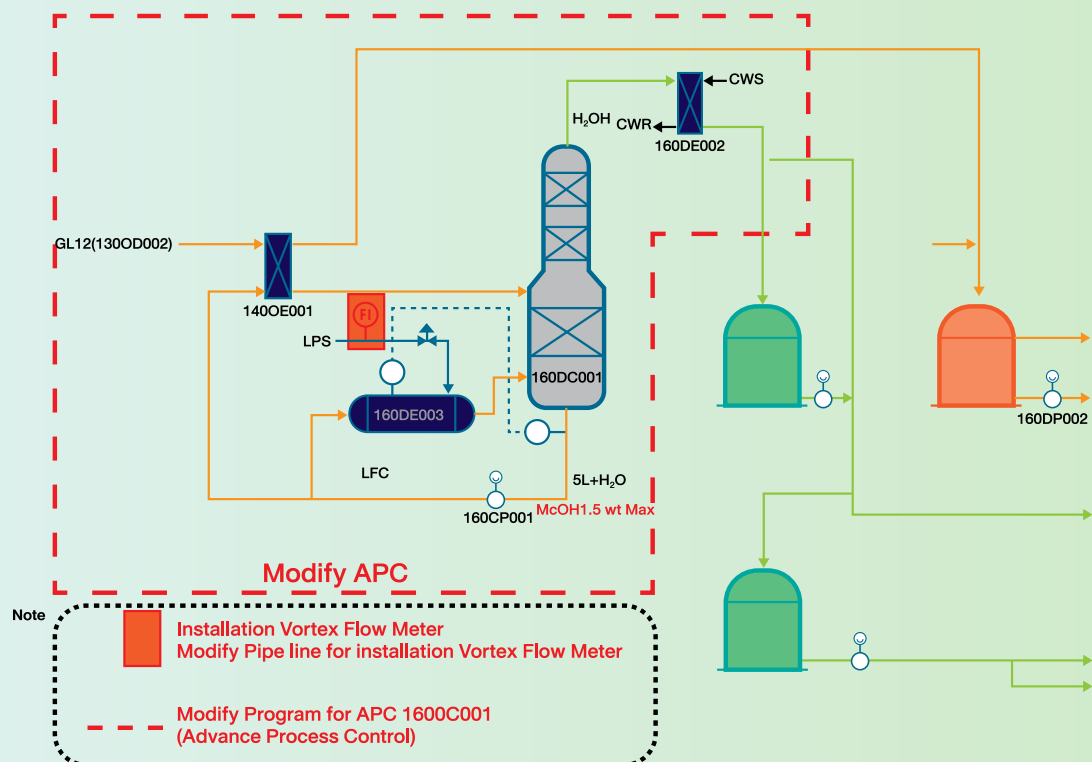 CWS
H₂OH
CWR
160DE002
GL12(130OD002)
140OE001
FI
LPS
160DC001
160DE003
160DP002
LFC
5L+H₂O
160CP001
McOH1.5 wt Max
Modify APC
Note
Installation Vortex Flow Meter
Modify Pipe line for installation Vortex Flow Meter
Modify Program for APC 1600C001
(Advance Process Control)